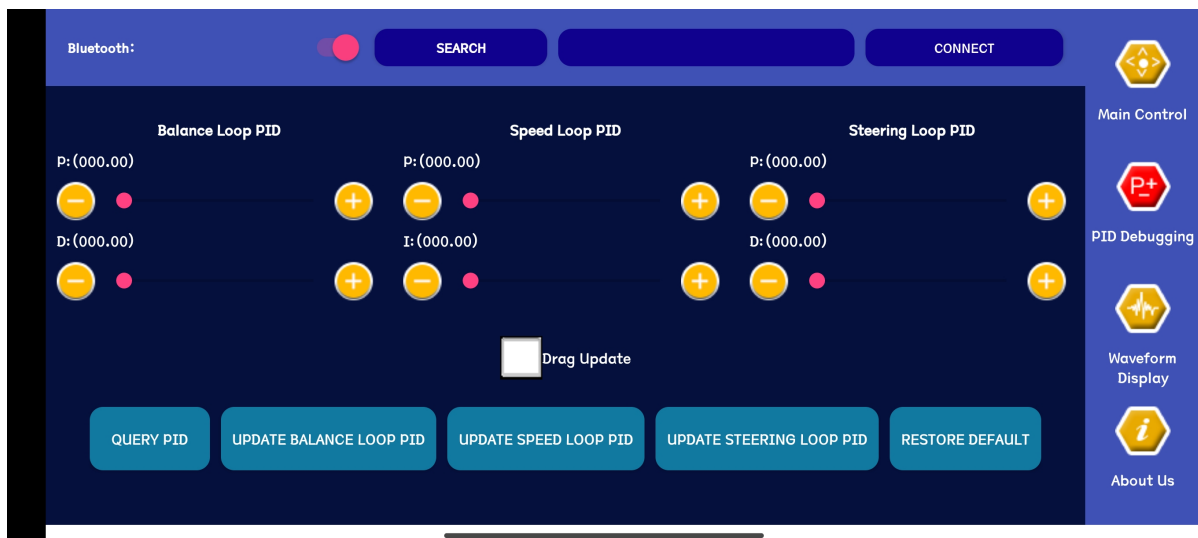 Bluetooth:
SEARCH
CONNECT
Main Control
Balance Loop PID
Speed Loop PID
Steering Loop PID
P:(000.00)
P:(000.00)
P:(000.00)
P+
PID Debugging
D:(000.00)
I:(000.00)
D:(000.00)
Drag Update
Waveform
Display
QUERY PID
UPDATE BALANCE LOOP PID
UPDATE SPEED LOOP PID
UPDATE STEERING LOOP PID
RESTORE DEFAULT
i
About Us